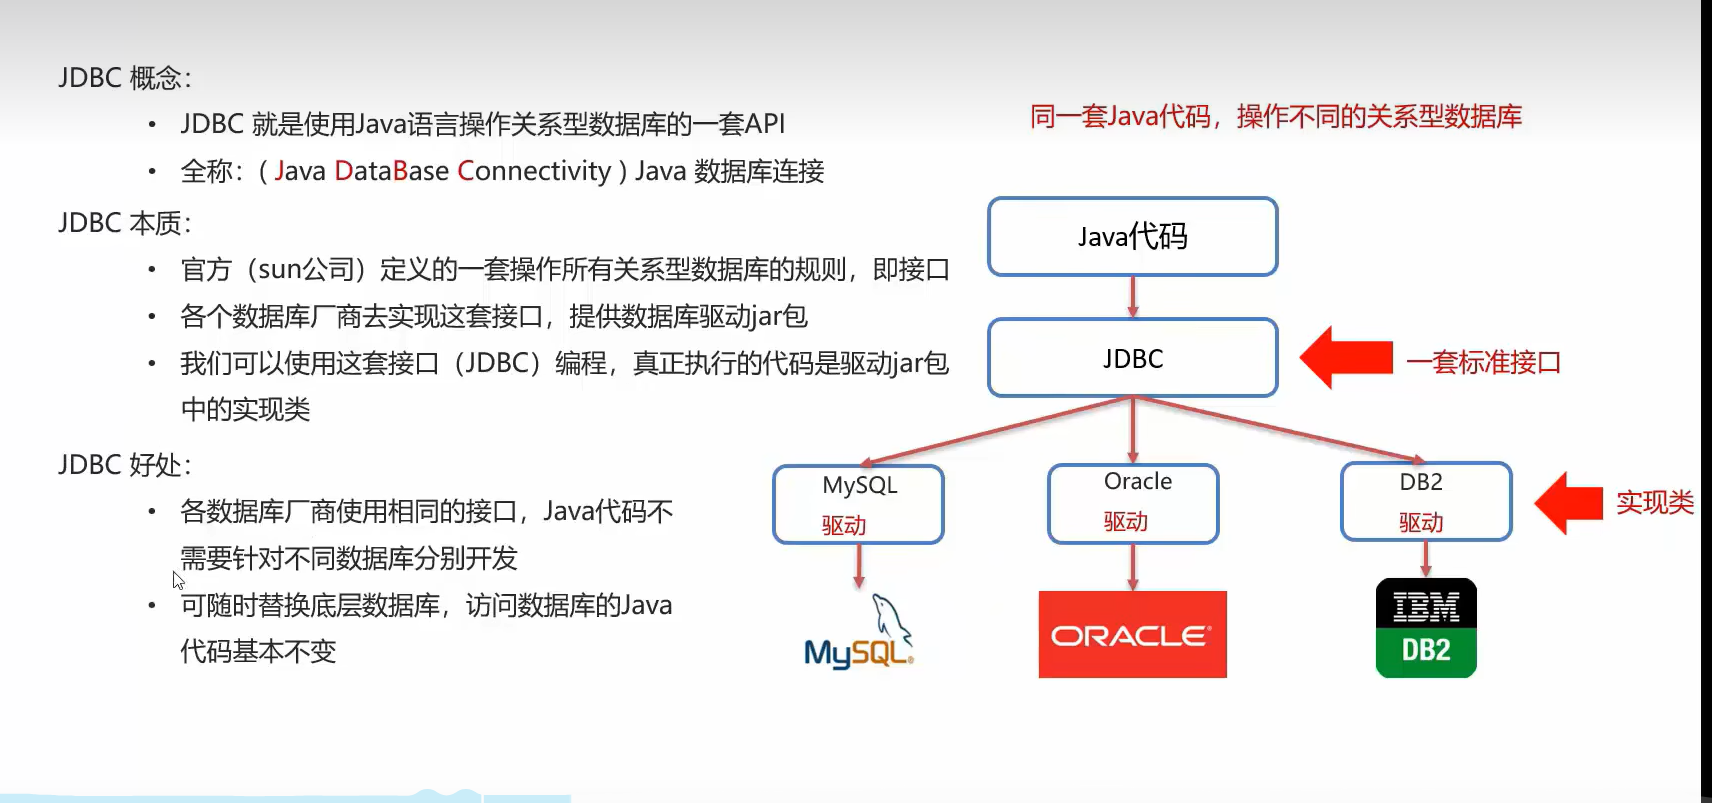 JDBC 概念：
• JDBC 就是使用Java语言操作关系型数据库的一套API
• 全称：( Java DataBase Connectivity ) Java 数据库连接
JDBC 本质：
• 官方（sun公司）定义的一套操作所有关系型数据库的规则，即接口
• 各个数据库厂商去实现这套接口，提供数据库驱动jar包
• 我们可以使用这套接口（JDBC）编程，真正执行的代码是驱动jar包
中的实现类
JDBC 好处：
• 各数据库厂商使用相同的接口，Java代码不
需要针对不同数据库分别开发
• 可随时替换底层数据库，访问数据库的Java
代码基本不变
同一套Java代码，操作不同的关系型数据库
Java代码
JDBC
一套标准接口
MySQL
驱动
Oracle
驱动
DB2
驱动
实现类
MySQL®
ORACLE®
IBM
DB2